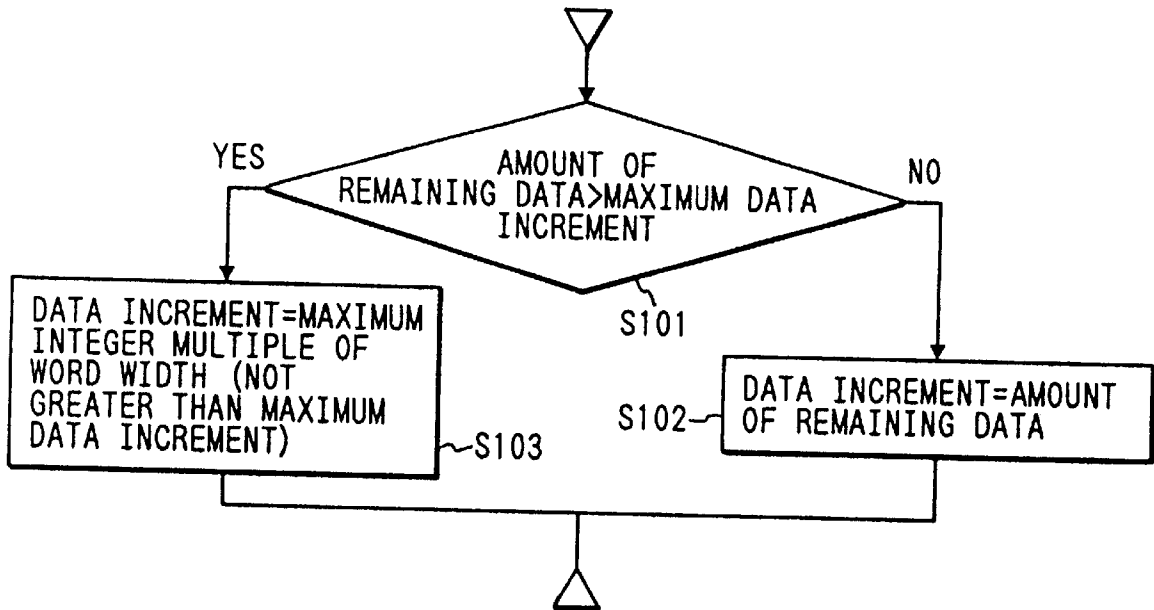 AMOUNT OF
REMAINING DATA>MAXIMUM DATA
INCREMENT
YES
NO
S101
DATA INCREMENT=MAXIMUM
INTEGER MULTIPLE OF
WORD WIDTH (NOT
GREATER THAN MAXIMUM
DATA INCREMENT)
S103
DATA INCREMENT=AMOUNT
OF REMAINING DATA
S102